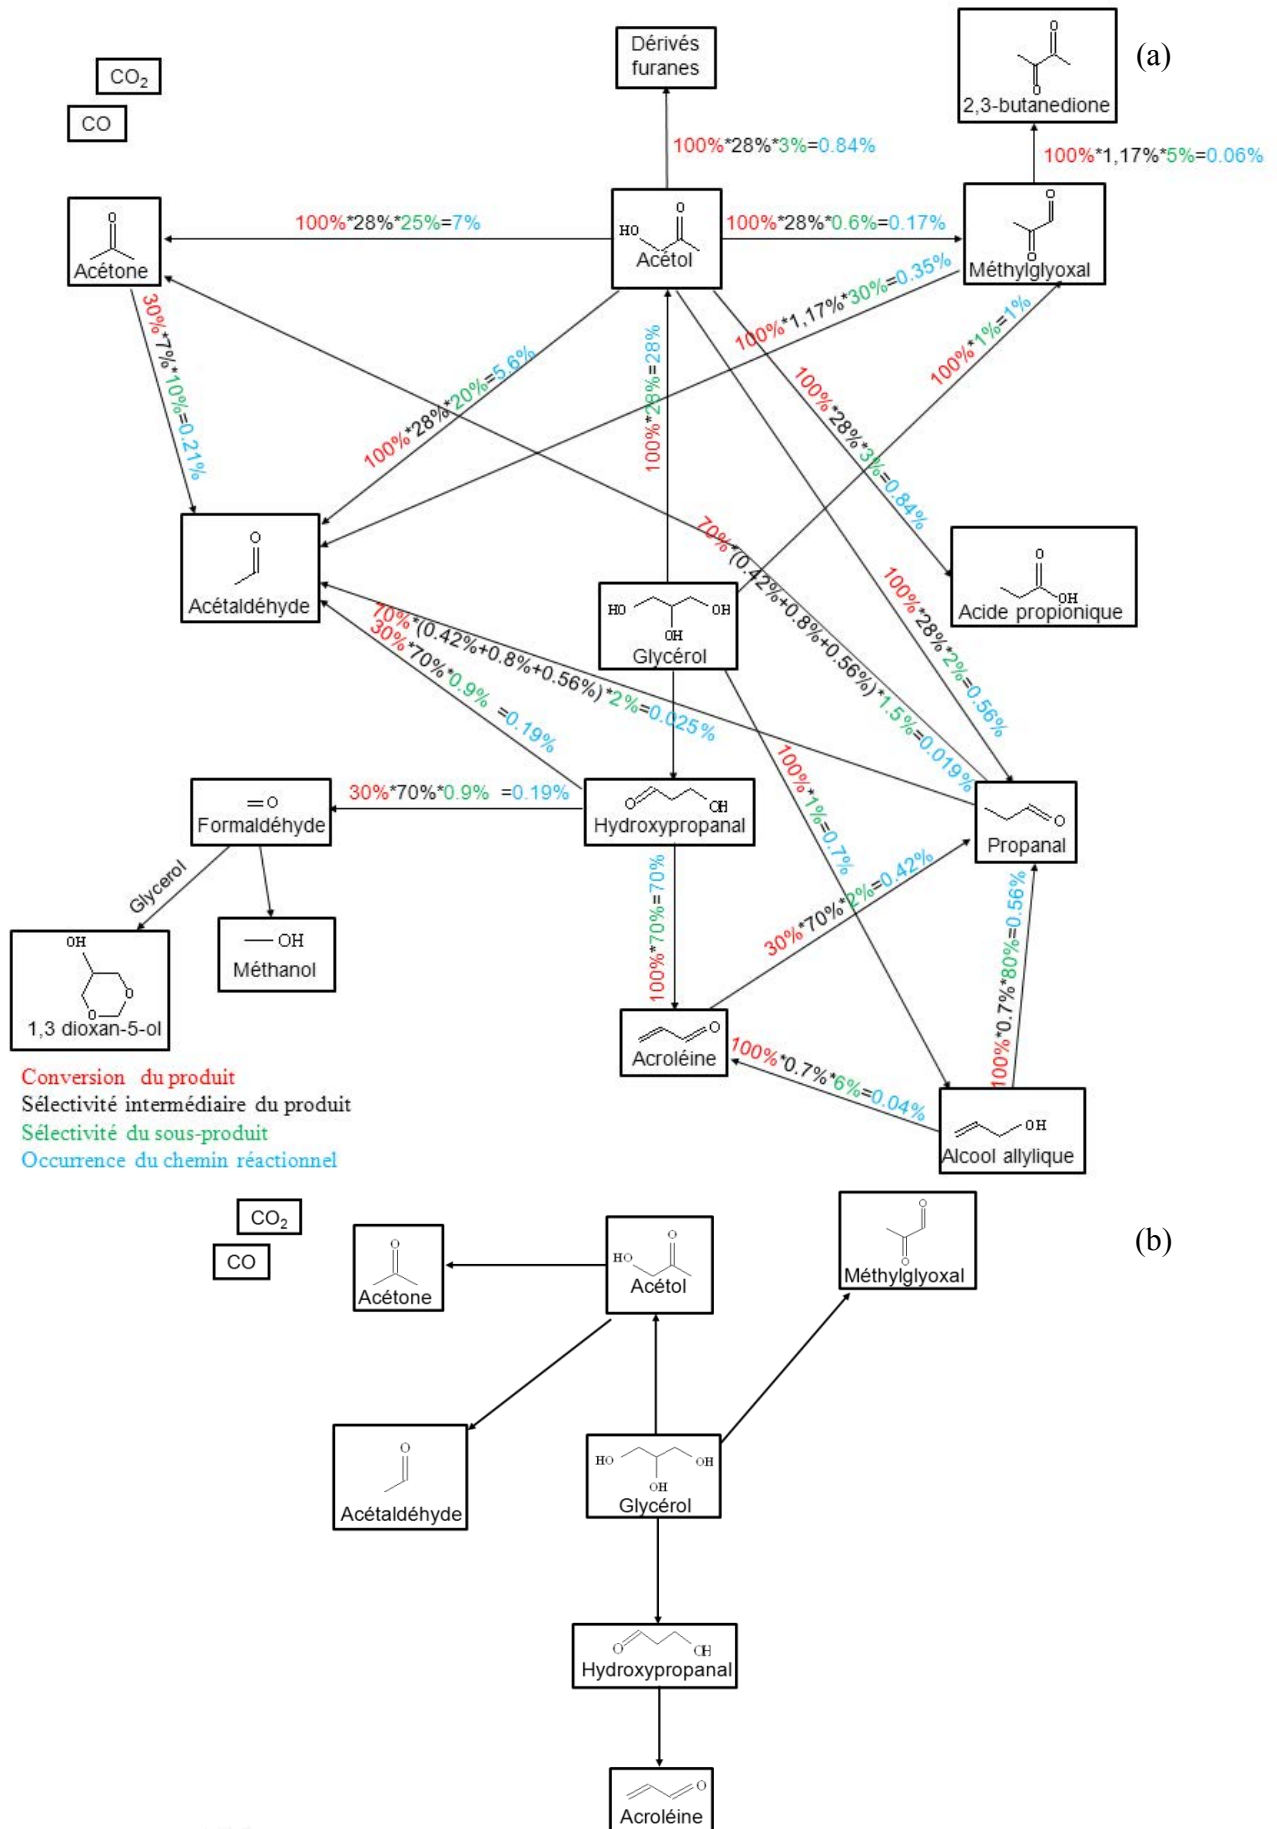 (a)
CO2
CO
Dérivés
furanes
O
O
2,3-butanedione
100%*28%*3%=0.84%
100%*1,17%*5%=0.06%
O
Acétone
100%*28%*25%=7%
HO
O
Acétol
100%*28%*0.6%=0.17%
O
O
Méthylglyoxal
30%*7%*10%=0.21%
100%*28%*20%=5.6%
100%*28%=28%
100%*1,17%*30%=0.35%
100%*1%=1%
100%*28%*3%=0.84%
100%*28%*2%=0.56%
70%*(0.42%+0.8%+0.56%)*1.5%=0.019%
O
Acétaldéhyde
HO
OH
OH
Glycérol
O
OH
Acide propionique
70%*(0.42%+0.8%+0.56%)*2%=0.025%
30%*70%*0.9% =0.19%
O
Formaldéhyde
30%*70%*0.9% =0.19%
O
OH
Hydroxypropanal
100%*1%=0.7%
O
Propanal
Glycerol
OH
Méthanol
OH
O
O
1,3 dioxan-5-ol
100%*70%=70%
30%*70%*2%=0.42%
100%*0.7%*80%=0.56%
O
Acroléine
100%*0.7%*6%=0.04%
OH
Alcool allylique
Conversion du produit
Sélectivité intermédiaire du produit
Sélectivité du sous-produit
Occurrence du chemin réactionnel
(b)
CO2
CO
O
Acétone
HO
O
Acétol
O
O
Méthylglyoxal
O
Acétaldéhyde
HO
OH
OH
Glycérol
O
OH
Hydroxypropanal
O
Acroléine